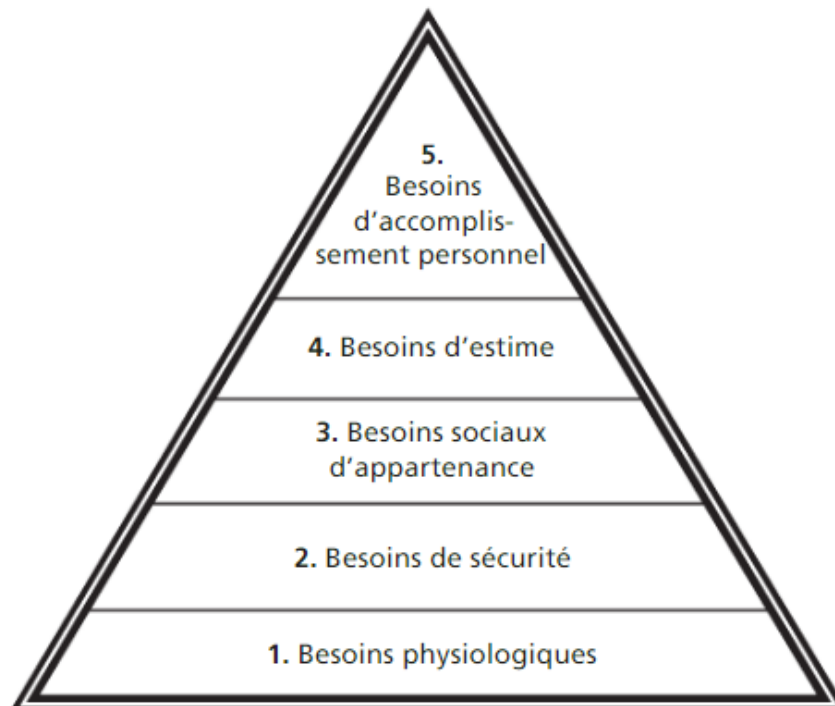 5.
Besoins
d'accomplis-
sement personnel
4. Besoins d'estime
3. Besoins sociaux
d'appartenance
2. Besoins de sécurité
1. Besoins physiologiques